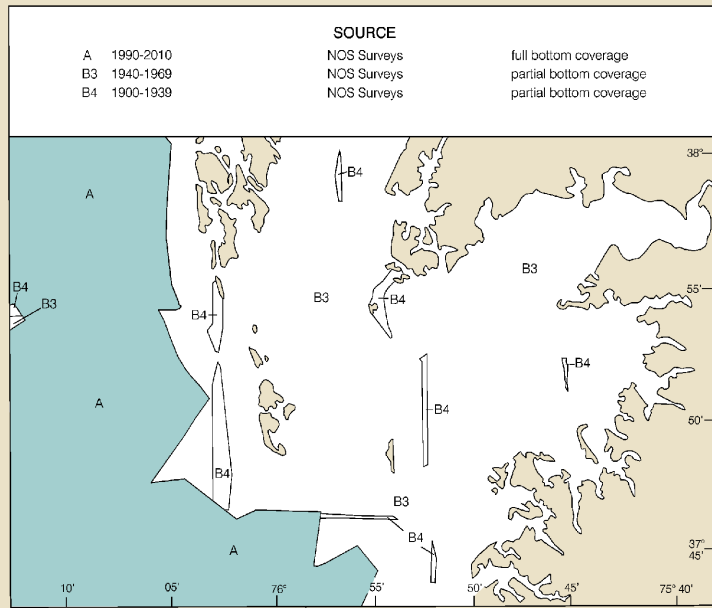 SOURCE
A 1990-2010 NOS Surveys full bottom coverage
B3 1940-1969 NOS Surveys partial bottom coverage
B4 1900-1939 NOS Surveys partial bottom coverage
38°
B4
A
B3
55'
B4
B3
B4
B3
B4
B4
A
B4
50'
B4
B3
B4
A
37°
45'
10' 05' 76° 55' 50' 45' 75° 40'